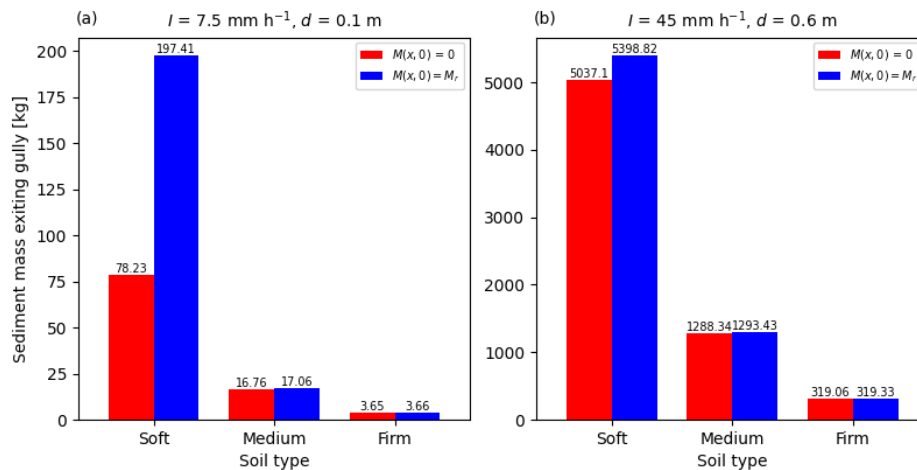 (a)
I = 7.5 mm h⁻¹, d = 0.1 m
Sediment mass exiting gully [kg]
200
175
150
125
100
75
50
25
0
197.41
78.23
16.76
17.06
3.65
3.66
M(x, 0) = 0
M(x, 0) = Mᵣ
Soft
Medium
Firm
Soil type
(b)
I = 45 mm h⁻¹, d = 0.6 m
5000
4000
3000
2000
1000
0
5037.1
5398.82
1288.34
1293.43
319.06
319.33
M(x, 0) = 0
M(x, 0) = Mᵣ
Soft
Medium
Firm
Soil type